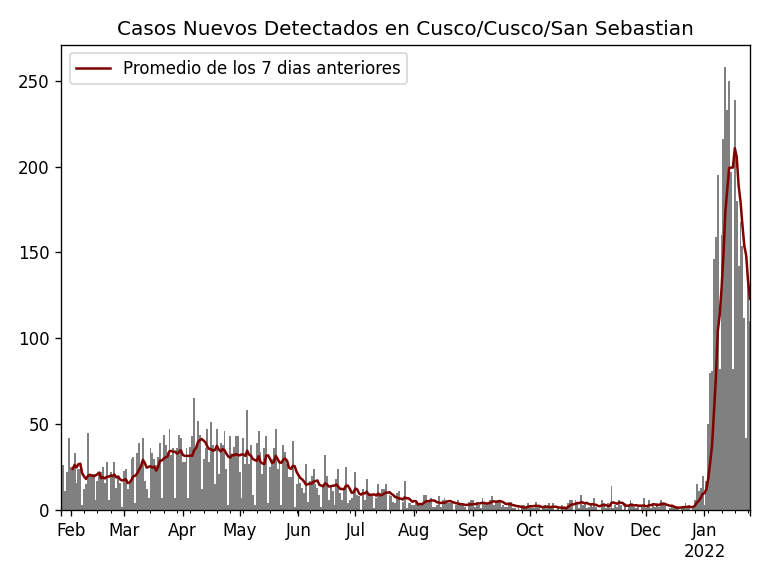 Casos Nuevos Detectados en Cusco/Cusco/San Sebastian
Promedio de los 7 dias anteriores
250
200
150
100
50
0
Feb Mar Apr May Jun Jul Aug Sep Oct Nov Dec Jan
2022